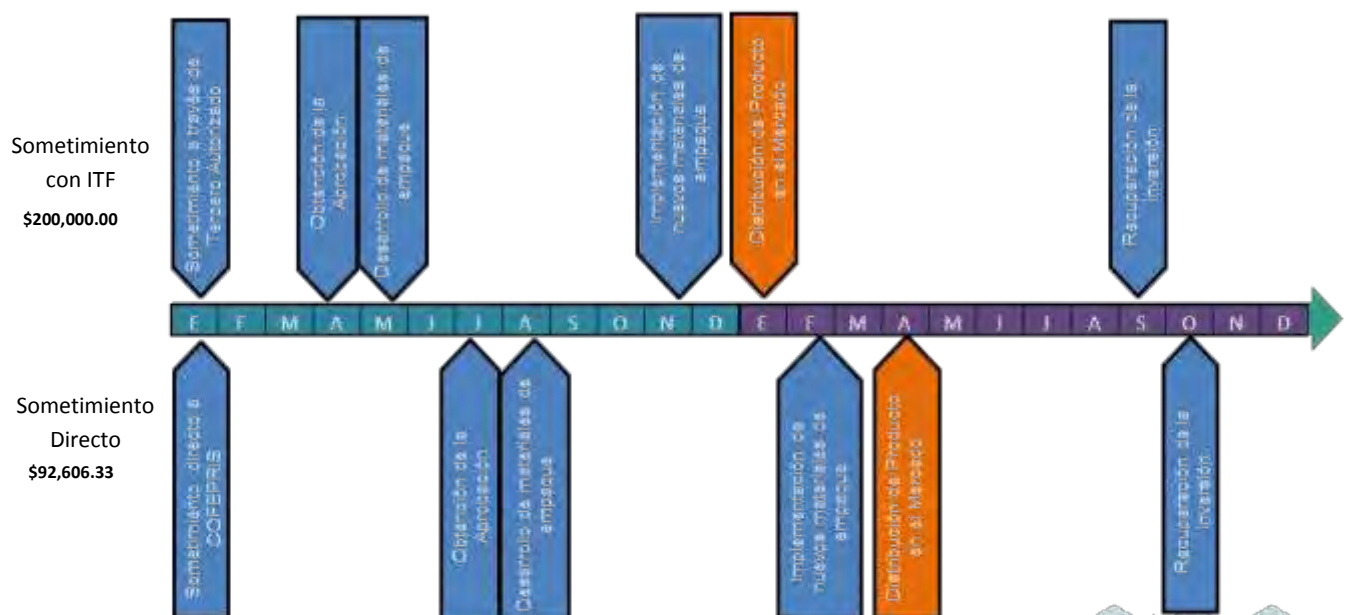 Sometimiento
con ITF
$200,000.00
Sometimiento a través de
Tercero Autorizado
Obtención de la
Aprobación
Desarrollo de materiales de
empaque
Implementación de
nuevos materiales de
empaque
Distribución de Producto
en el Mercado
Recuperación de la
Inversión
E F M A M J J A S O N D E F M A M J J A S O N D
Sometimiento
Directo
$92,606.33
Sometimiento directo a
COFEPRIS
Obtención de la
Aprobación
Desarrollo de materiales de
empaque
Implementación de
nuevos materiales de
empaque
Distribución de Producto
en el Mercado
Recuperación de la
Inversión